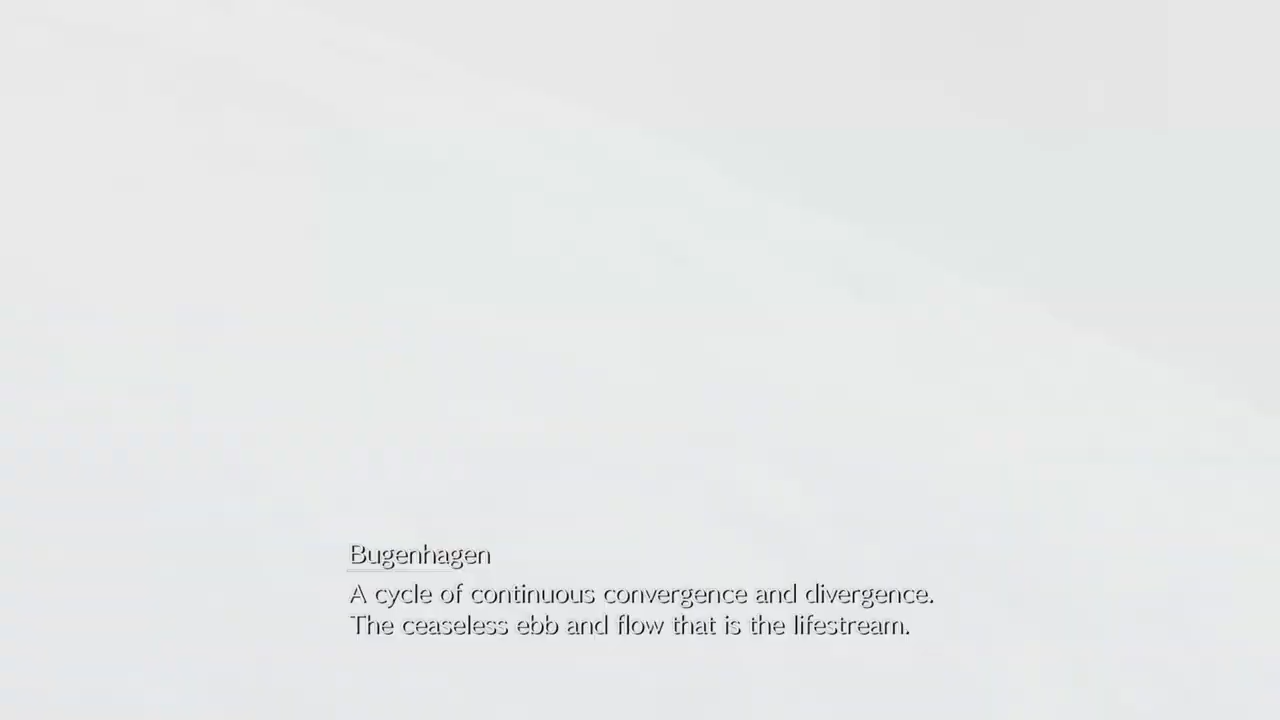 Bugenhagen
A cycle of continuous convergence and divergence.
The ceaseless ebb and flow that is the lifestream.